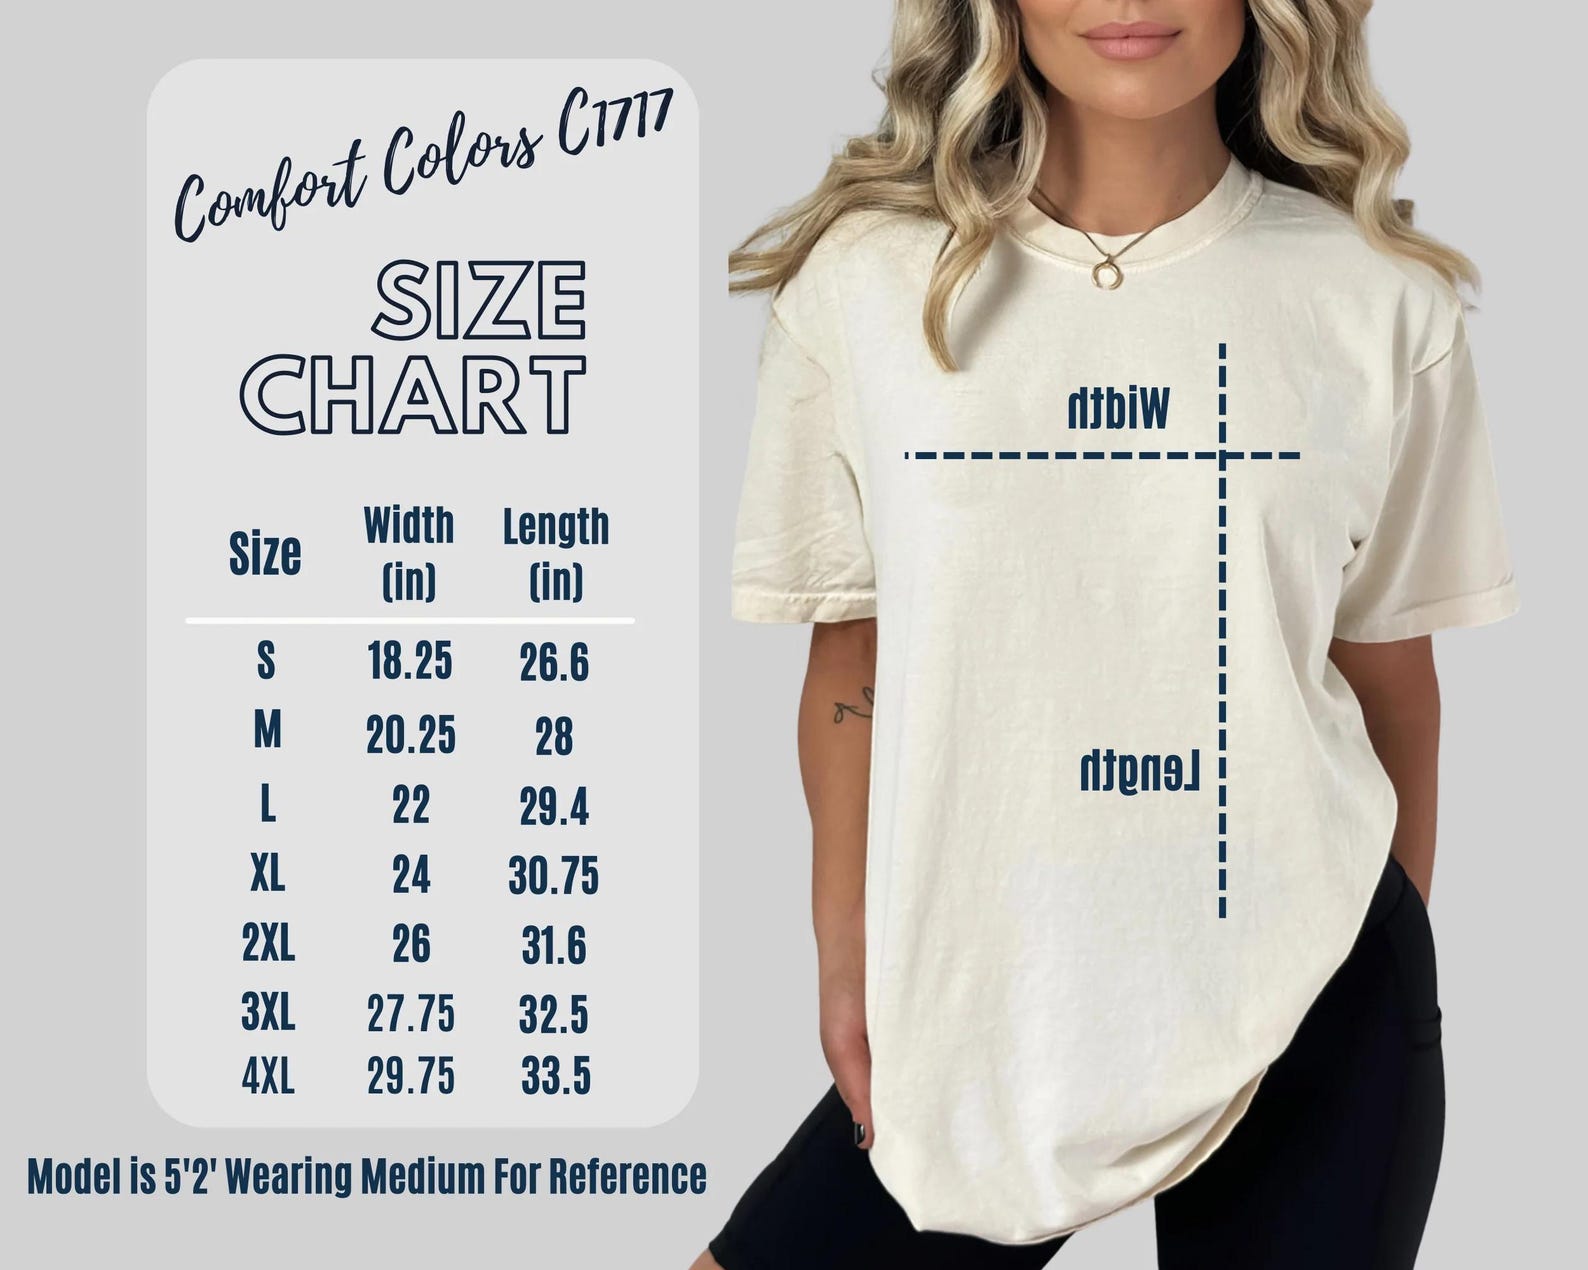 Comfort Colors C1717
SIZE
CHART
Size Width (in) Length (in)
S 18.25 26.6
M 20.25 28
L 22 29.4
XL 24 30.75
2XL 26 31.6
3XL 27.75 32.5
4XL 29.75 33.5
Model is 5'2' Wearing Medium For Reference
Width
Length